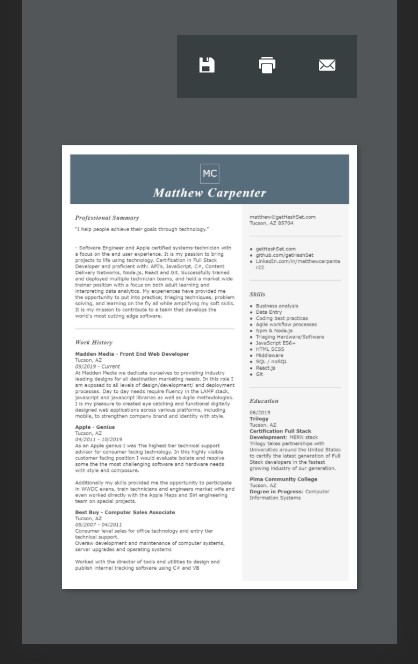 MC
Matthew Carpenter
Professional Summary
"I help people achieve their goals through technology."
- Software Engineer and Apple certified systems-technician with
a focus on the end user experience. It is my passion to bring
projects to life using technology. Certification in Full Stack
Developer and proficient with: API's, JavaScript, C#, Content
Delivery Networks, Node.js, React and Git. Successfully trained
and deployed multiple technician teams, and held a market wide
trainer position with a focus on both adult learning and
interpreting data analytics. My experiences have provided me
the opportunity to put into practice; triaging techniques, problem
solving, and learning on the fly all while amplifying my soft skills.
It is my mission to contribute to a team that develops the
world's most cutting edge software.
Work History
Madden Media - Front End Web Developer
Tucson, AZ
09/2019 - Current
At Madden Media we dedicate ourselves to providing industry
leading designs for all destination marketing needs. In this role I
am exposed to all levels of design/development/ and deployment
processes. Day to day needs require fluency in the LAMP stack,
javascript and javascript libraries as well as Agile methodologies.
I is my pleasure to created eye catching and functional digitally
designed web applications across various platforms, including
mobile, to strengthen company brand and identity with style.
Apple - Genius
Tucson, AZ
04/2011 - 10/2019
As an Apple genius I was the highest tier technical support
advisor for consumer facing technology. In this highly visible
customer facing position I would evaluate isolate and resolve
some the the most challenging software and hardware needs
with style and compassion.
Additionally my skills provided me the opportunity to participate
in WWDC evans, train technicians and engineers market wife and
even worked directly with the Apple Maps and Siri engineering
team on special projects.
Best Buy - Computer Sales Associate
Tucson, AZ
08/2007 - 04/2011
Consumer level sales for office technology and entry tier
technical support.
Oversaw development and maintenance of computer systems,
server upgrades and operating systems
Worked with the director of tools and utilities to design and
publish internal tracking software using C# and VB
matthew@getHashSet.com
Tucson, AZ
getHashSet.com
github.com/getHashSet
LinkedIn.com/in/matthewcarpente
r22
Skills
Business analysis
Data Entry
Coding best practices
Agile workflow processes
Npm & Node.js
Triaging Hardware/Software
JavaScript ES6+
HTML SCSS
Middleware
SQL / noSQL
React.js
Git
Education
06/2019
Trilogy
Tucson, AZ
Certification Full Stack
Development: MERN stack
Trilogy takes partnerships with
Universities around the United States
to certify the latest generation of Full
Stack developers in the fastest
growing industry of our generation.
Pima Community College
Tucson, AZ
Degree in Progress: Computer
Information Systems